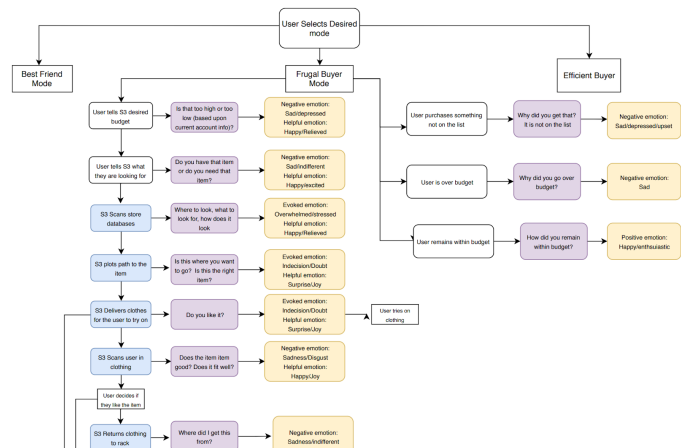 User Selects Desired
mode
Best Friend
Mode
Frugal Buyer
Mode
Efficient Buyer
User tells S3 desired
budget
Is that too high or too
low (based upon
current account info)?
Negative emotion:
Sad/depressed
Helpful emotion:
Happy/Relieved
User purchases something
not on the list
Why did you get that?
It is not on the list
Negative emotion:
Sad/depressed/upset
User tells S3 what
they are looking for
Do you have that item
or do you need that
item?
Negative emotion:
Sad/indifferent
Helpful emotion:
Happy/excited
User is over budget
Why did you go over
budget?
Negative emotion:
Sad
S3 Scans store
databases
Where to look, what to
look for, how does it
look
Evoked emotion:
Overwhelmed/stressed
Helpful emotion:
Happy/Relieved
User remains within budget
How did you remain
within budget?
Positive emotion:
Happy/enthauiastic
S3 plots path to the
item
Is this where you want
to go? Is this the right
item?
Evoked emotion:
Indecision/Doubt
Helpful emotion:
Surprise/Joy
S3 Delivers clothes
for the user to try on
Do you like it?
Evoked emotion:
Indecision/Doubt
Helpful emotion:
Surprise/Joy
User tries on
clothing
S3 Scans user in
clothing
Does the item item
good? Does it fit well?
Negative emotion:
Sadness/Disgust
Helpful emotion:
Happy/Joy
User decides if
they like the item
S3 Returns clothing
to rack
Where did I get this
from?
Negative emotion:
Sadness/indifferent